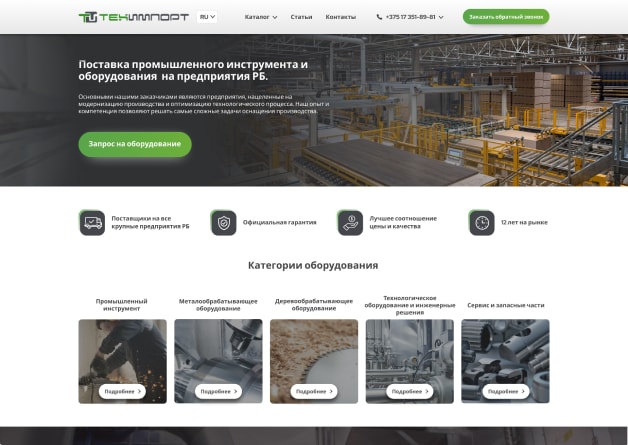 ТЕХИМПОРТ
RU
Каталог
Статьи
Контакты
+375 17 351-89-81
Заказать обратный звонок
Поставка промышленного инструмента и
оборудования на предприятия РБ.
Основными нашими заказчиками являются предприятия, нацеленные на
модернизацию производства и оптимизацию технологического процесса. Наш опыт и
компетенция позволяют решать самые сложные задачи оснащения производства.
Запрос на оборудование
Поставщики на все
крупные предприятия РБ
Официальная гарантия
Лучшее соотношение
цены и качества
12 лет на рынке
Категории оборудования
Промышленный
инструмент
Металообрабатывающее
оборудование
Деревообрабатывающее
оборудование
Технологическое
оборудование и инженерные
решения
Сервис и запасные части
Подробнее
Подробнее
Подробнее
Подробнее
Подробнее